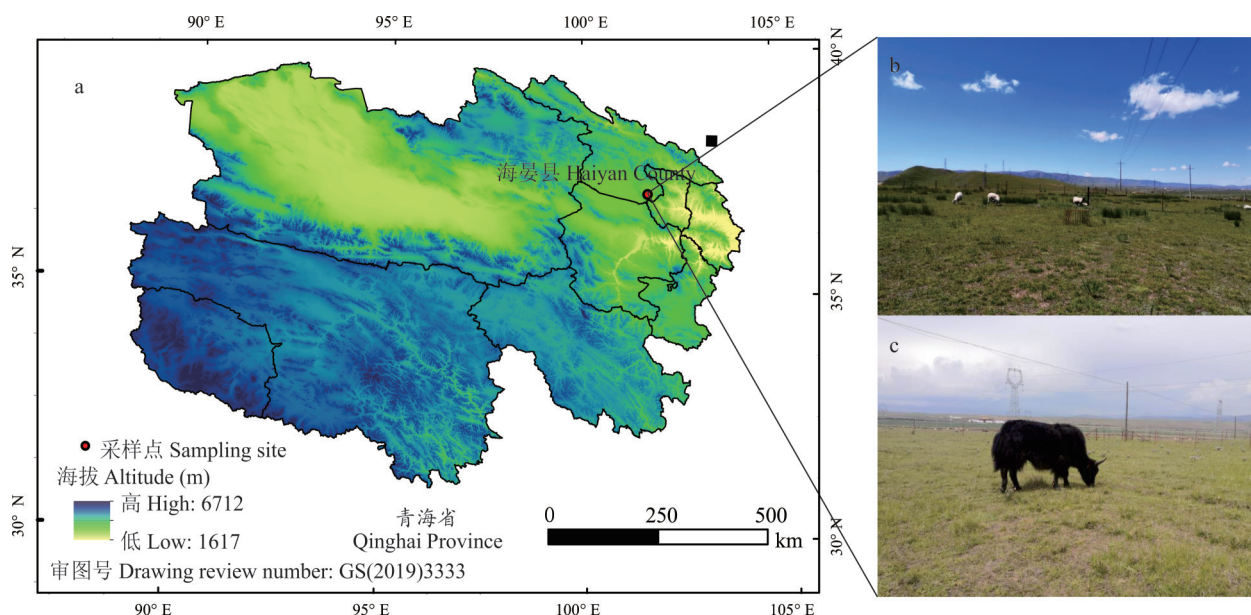 90° E 95° E 100° E 105° E
40° N
a
b
海晏县 Haiyan County
35° N
35° N
c
采样点 Sampling site
海拔 Altitude (m)
高 High: 6712
低 Low: 1617
青海省
Qinghai Province
0 250 500
km
30° N
30° N
审图号 Drawing review number: GS(2019)3333
90° E 95° E 100° E 105° E